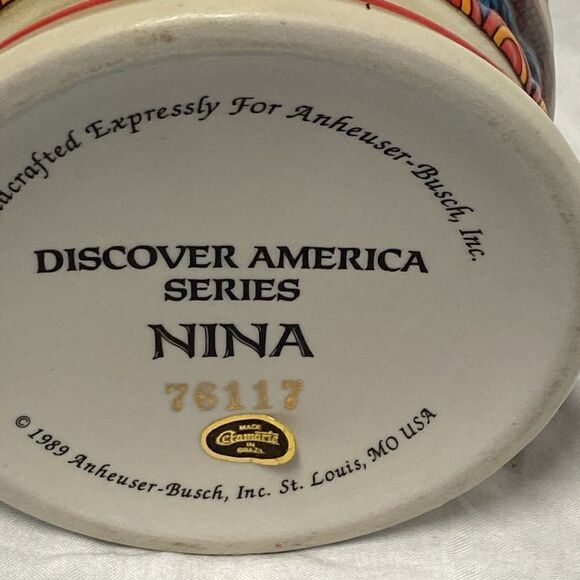 Expressly For Anheuser-Busch, Inc.
DISCOVER AMERICA
SERIES
NINA
76117
MADE
Ceramarte
IN
BRAZIL
© 1989 Anheuser-Busch, Inc. St. Louis, MO USA